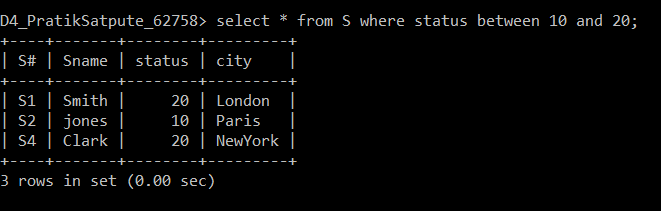 D4_PratikSatpute_62758> select * from S where status between 10 and 20;
+----+-------+--------+---------+
| S# | Sname | status | city    |
+----+-------+--------+---------+
| S1 | Smith |     20 | London  |
| S2 | jones |     10 | Paris   |
| S4 | Clark |     20 | NewYork |
+----+-------+--------+---------+
3 rows in set (0.00 sec)